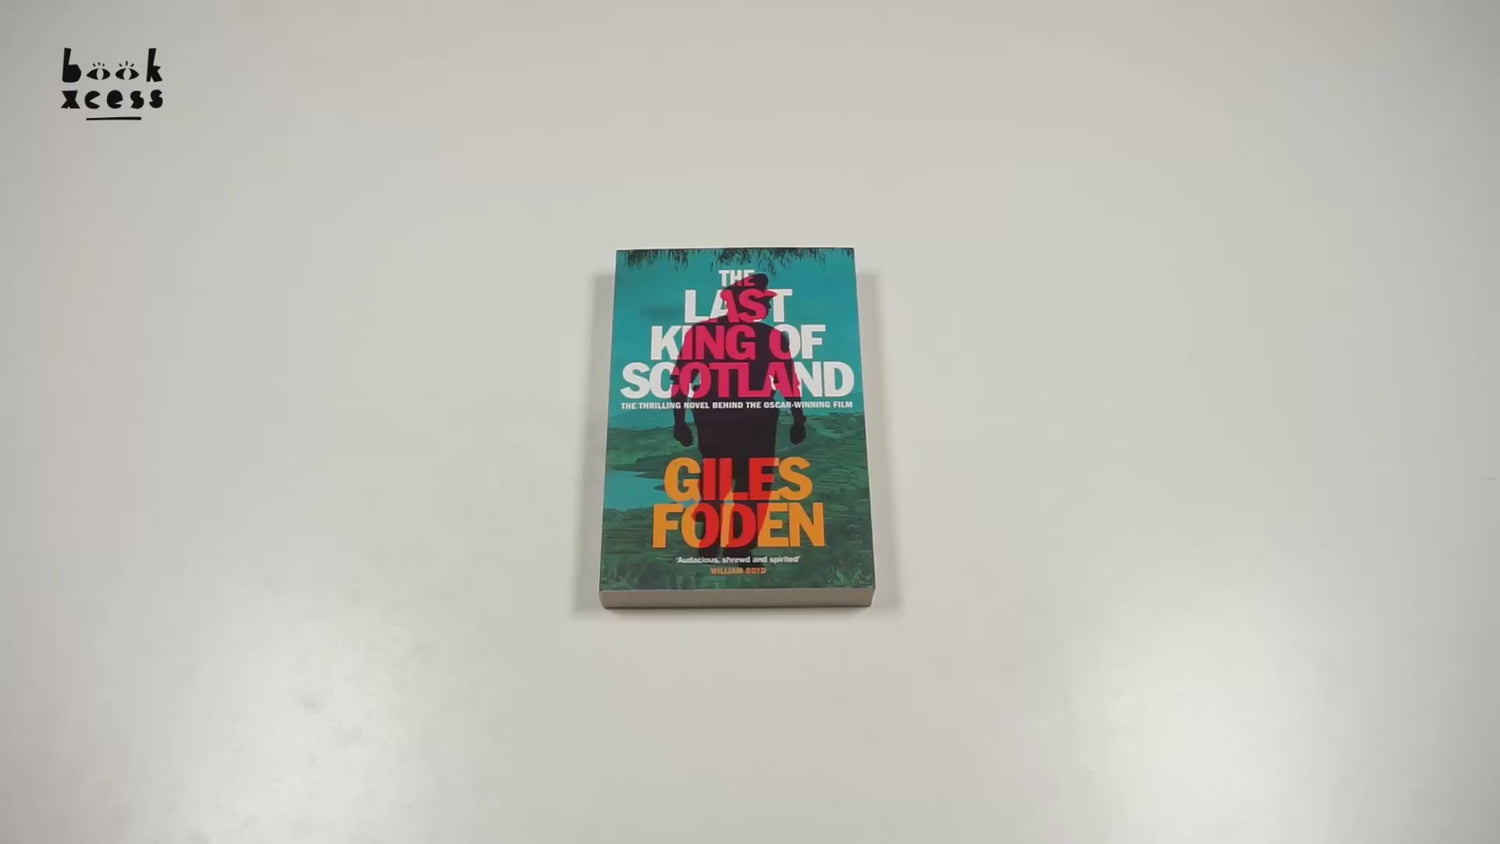 book
xcess
THE
LAST
KING OF
SCOTLAND
THE THRILLING NOVEL BEHIND THE OSCAR-WINNING FILM
GILES
FODEN
'Audacious, shrewd and spirited'
WILLIAM BOYD